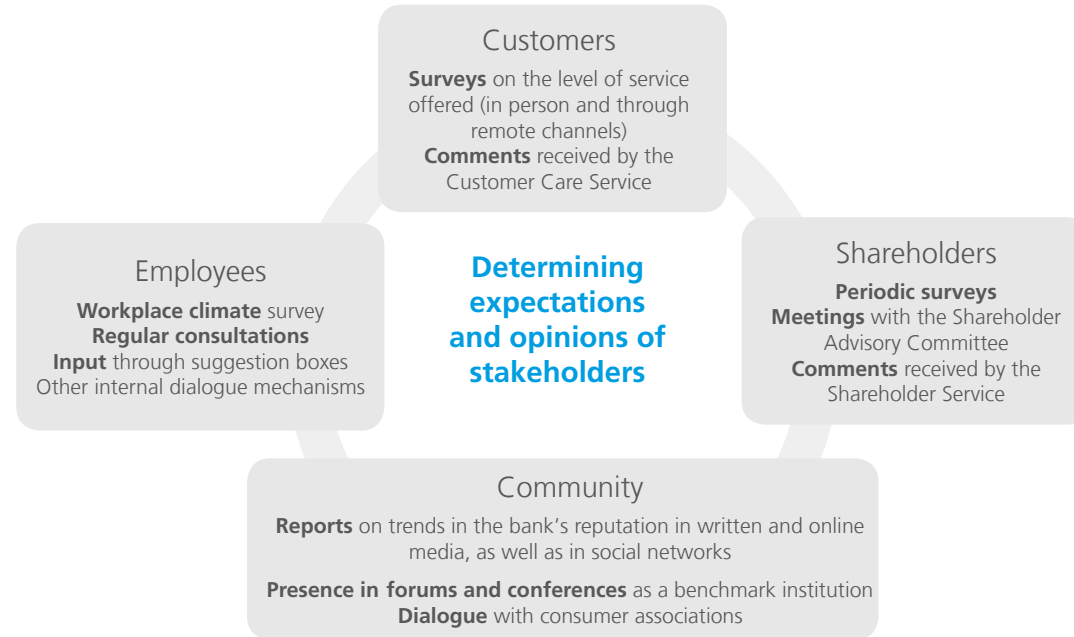 Customers
Surveys on the level of service
offered (in person and through
remote channels)
Comments received by the
Customer Care Service
Employees
Workplace climate survey
Regular consultations
Input through suggestion boxes
Other internal dialogue mechanisms
Determining
expectations
and opinions of
stakeholders
Shareholders
Periodic surveys
Meetings with the Shareholder
Advisory Committee
Comments received by the
Shareholder Service
Community
Reports on trends in the bank's reputation in written and online
media, as well as in social networks
Presence in forums and conferences as a benchmark institution
Dialogue with consumer associations